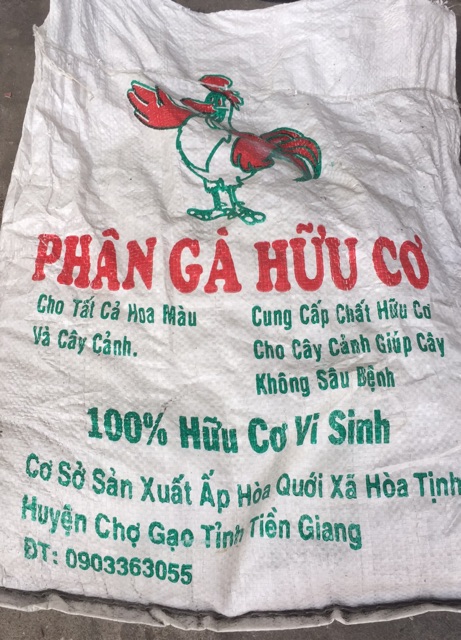 PHÂN GÀ HỮU CƠ
Cho Tất Cả Hoa Màu
Và Cây Cảnh.
Cung Cấp Chất Hữu Cơ
Cho Cây Cảnh Giúp Cây
Không Sâu Bệnh
100% Hữu Cơ Vi Sinh
Cơ Sở Sản Xuất Ấp Hòa Quới Xã Hòa Tịnh
Huyện Chợ Gạo Tỉnh Tiền Giang
ĐT: 0903363055